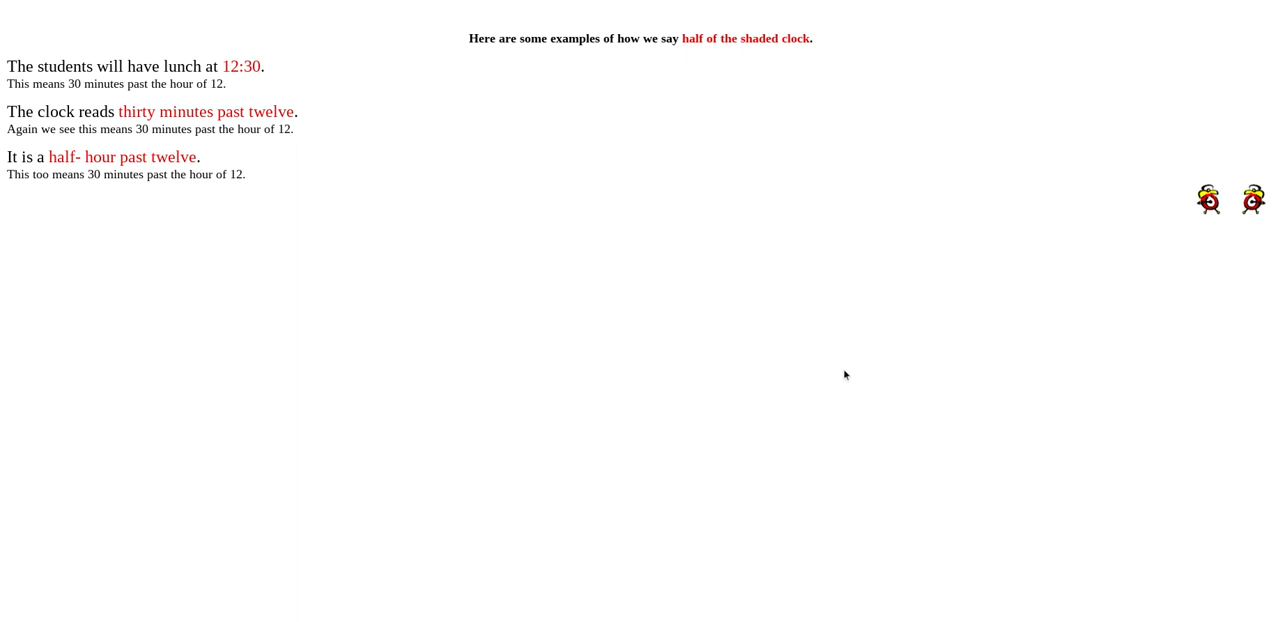 Here are some examples of how we say half of the shaded clock.
The students will have lunch at 12:30.
This means 30 minutes past the hour of 12.
The clock reads thirty minutes past twelve.
Again we see this means 30 minutes past the hour of 12.
It is a half- hour past twelve.
This too means 30 minutes past the hour of 12.